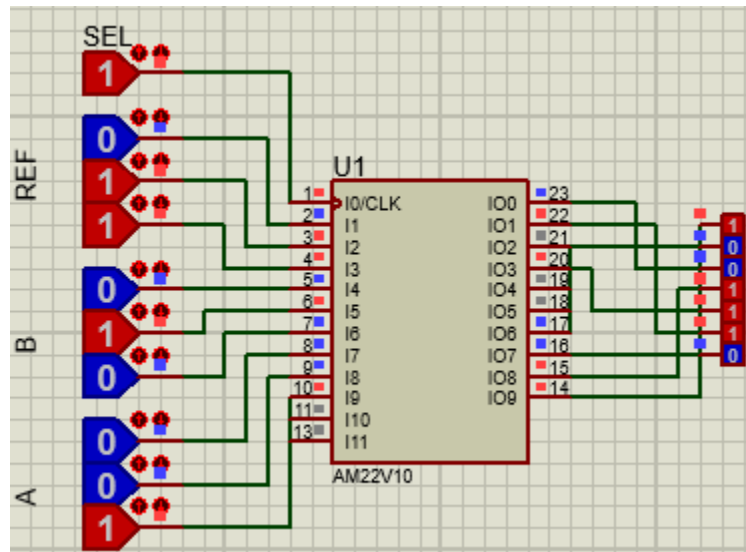 SEL
1
REF
0
1
1
B
0
1
0
A
0
0
1
U1
1 I0/CLK
2 I1
3 I2
4 I3
5 I4
6 I5
7 I6
8 I7
9 I8
10 I9
11 I10
13 I11
IO0 23
IO1 22
IO2 21
IO3 20
IO4 19
IO5 18
IO6 17
IO7 16
IO8 15
IO9 14
AM22V10
1
0
0
1
1
1
0